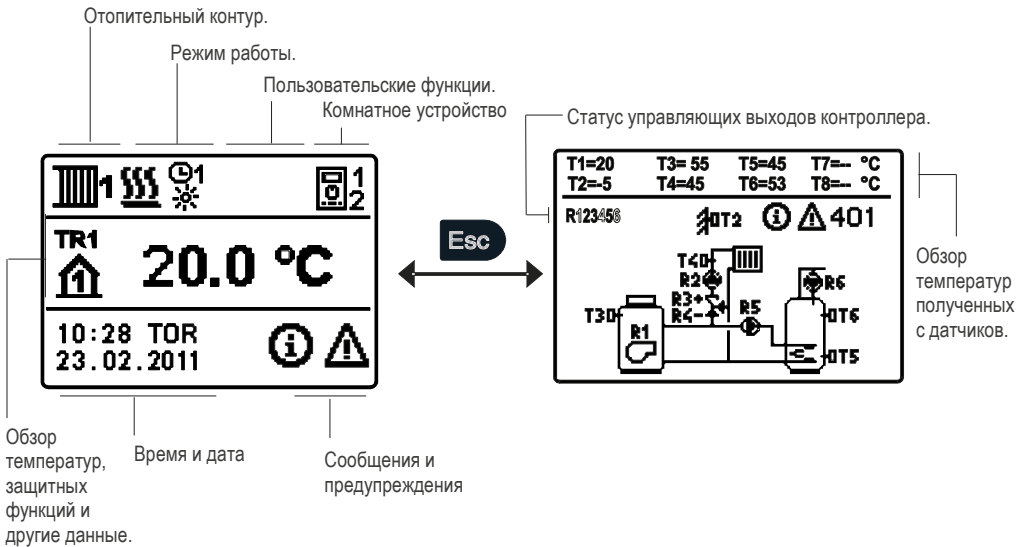 Отопительный контур.
Режим работы.
Пользовательские функции.
Комнатное устройство
Статус управляющих выходов контроллера.
1
1
1
2
TR1
1
20.0 °C
10:28 TOR
23.02.2011
Esc
T1=20 T3= 55 T5=45 T7=-- °C
T2=-5 T4=45 T6=53 T8=-- °C
R123456
T2
401
T4
R2
R6
R3+
R4-
R5
T3
T6
R1
T5
Обзор
температур
полученных
с датчиков.
Обзор
температур,
защитных
функций и
другие данные.
Время и дата
Сообщения и
предупреждения